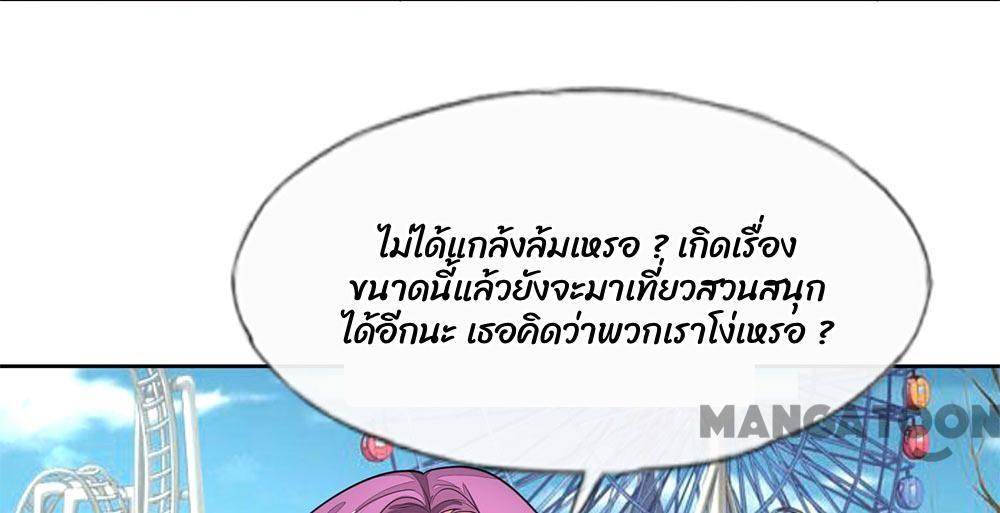 ไม่ได้แกล้งล้มเหรอ ? เกิดเรื่อง
ขนาดนี้แล้วยังจะมาเที่ยวสวนสนุก
ได้อีกนะ เธอคิดว่าพวกเราโง่เหรอ ?
MANGATOON